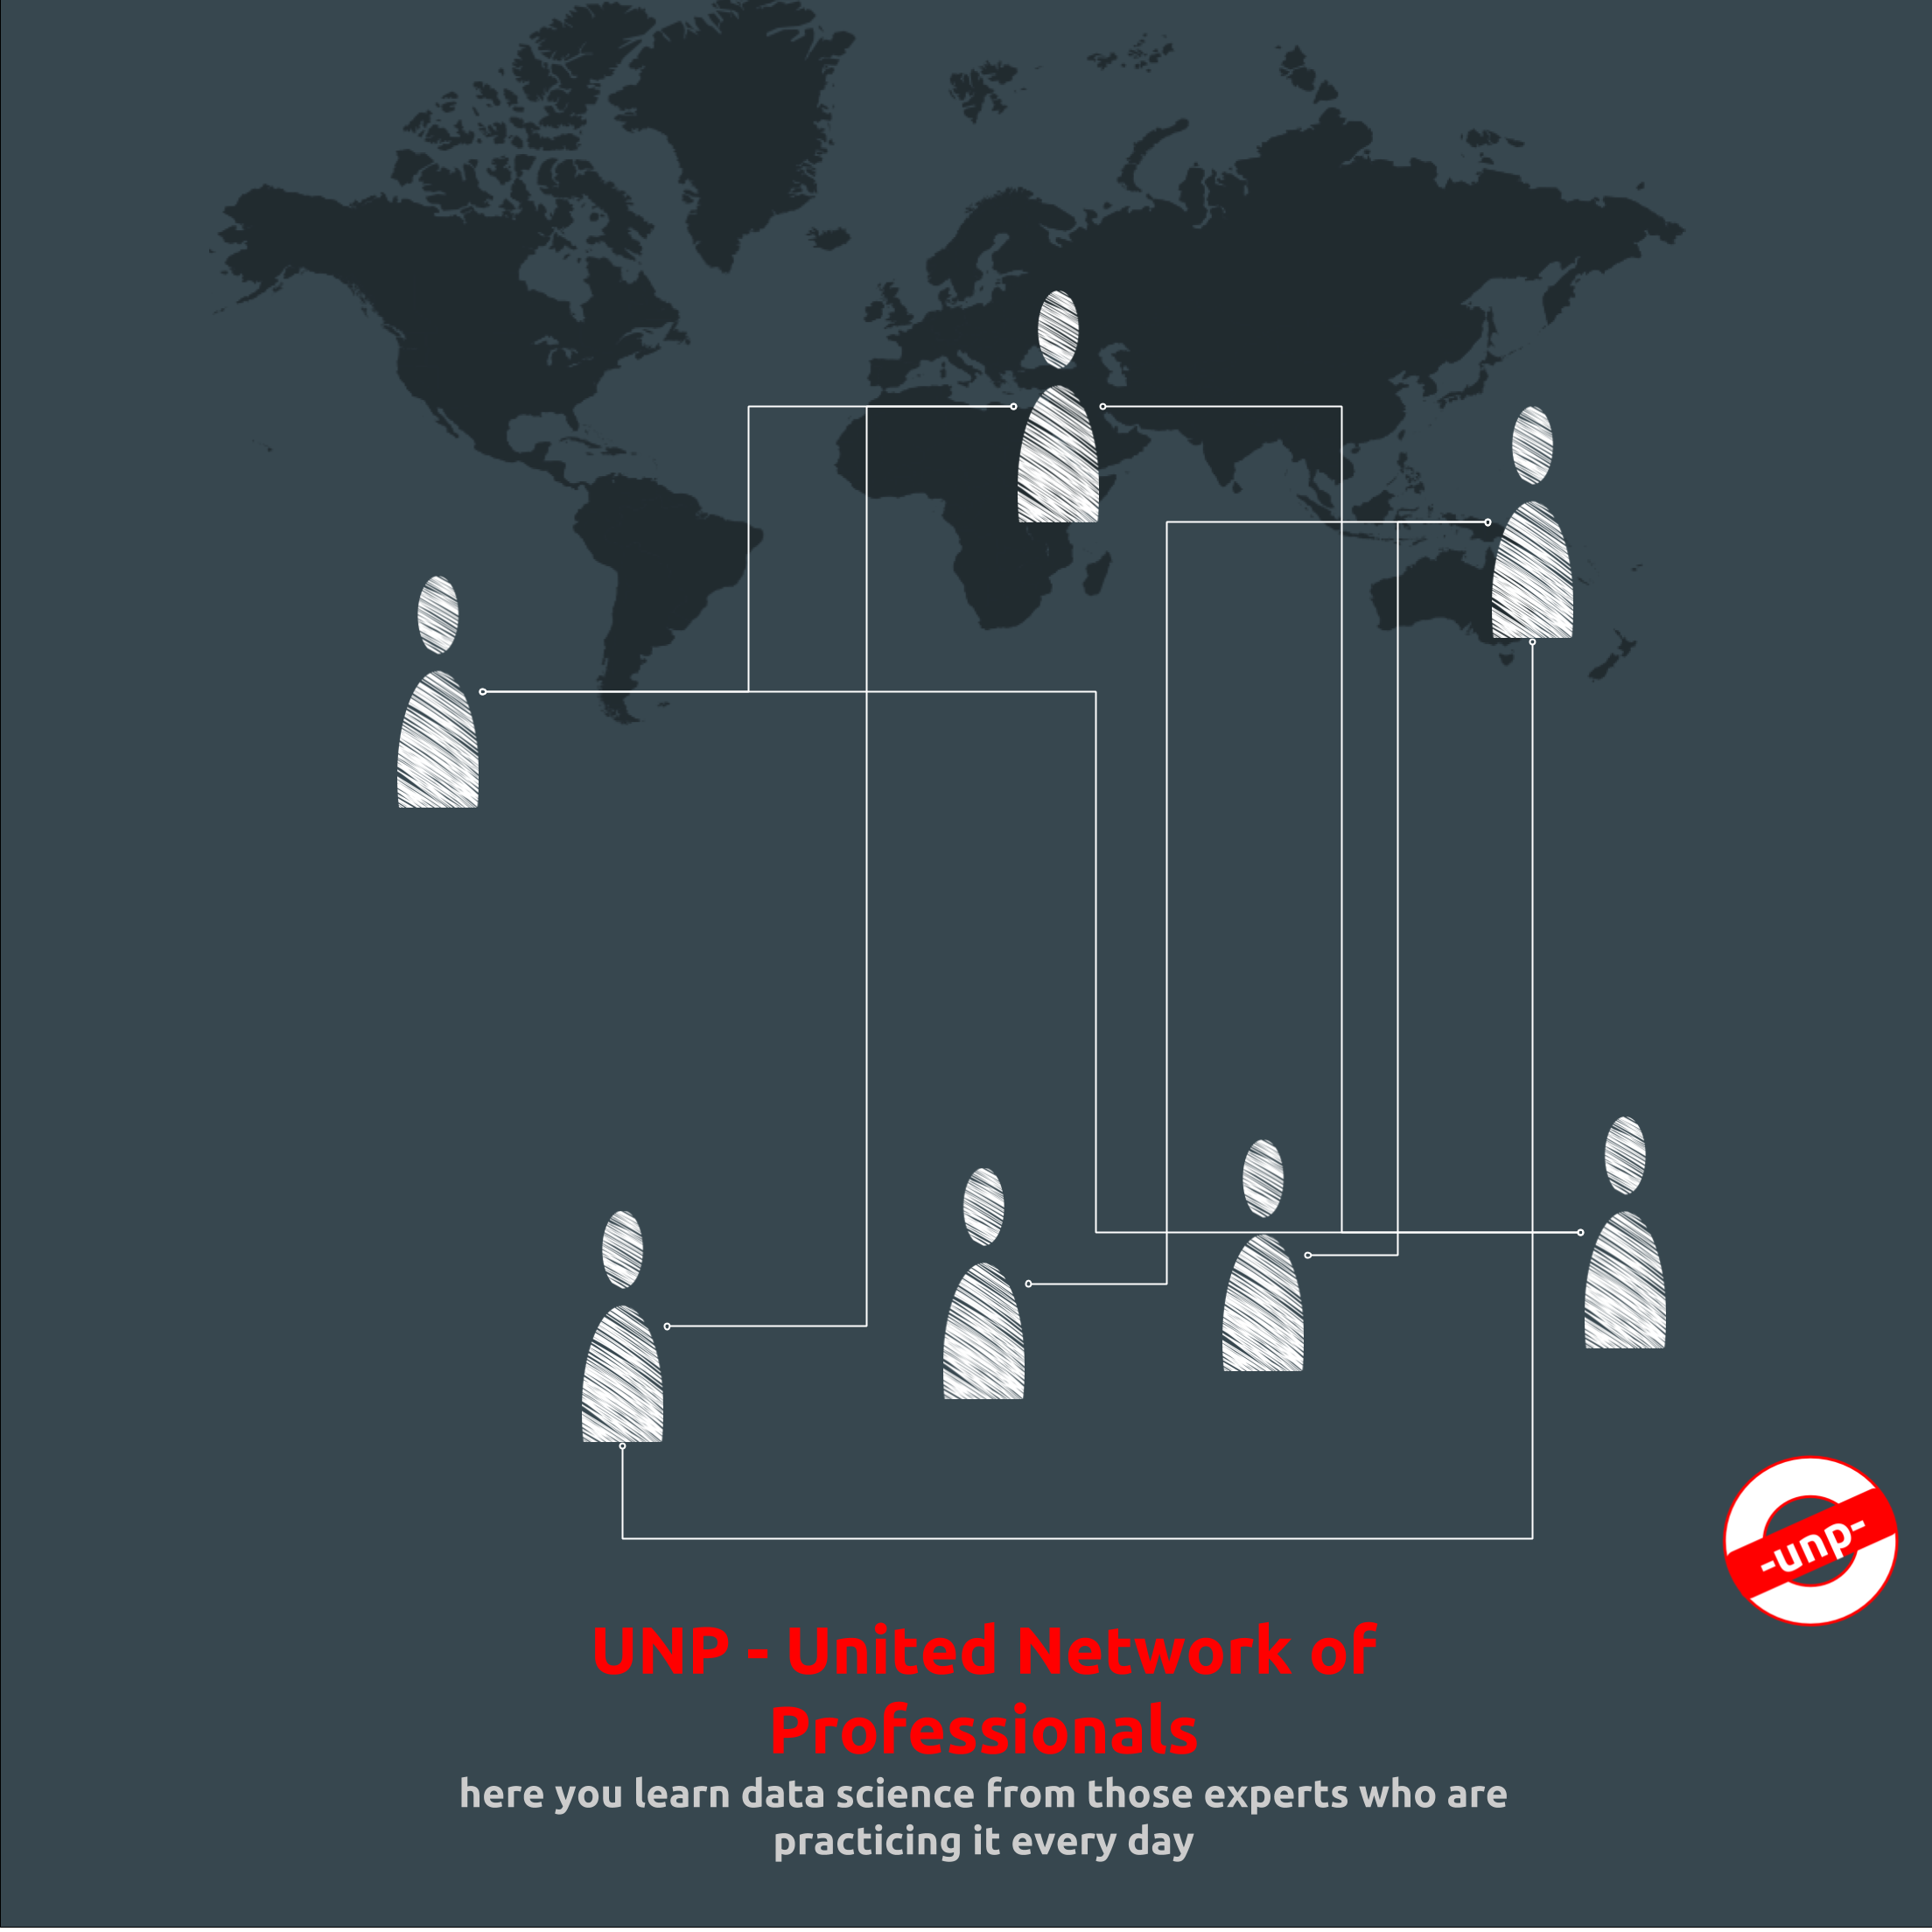 -unp-
UNP - United Network of
Professionals
here you learn data science from those experts who are
practicing it every day